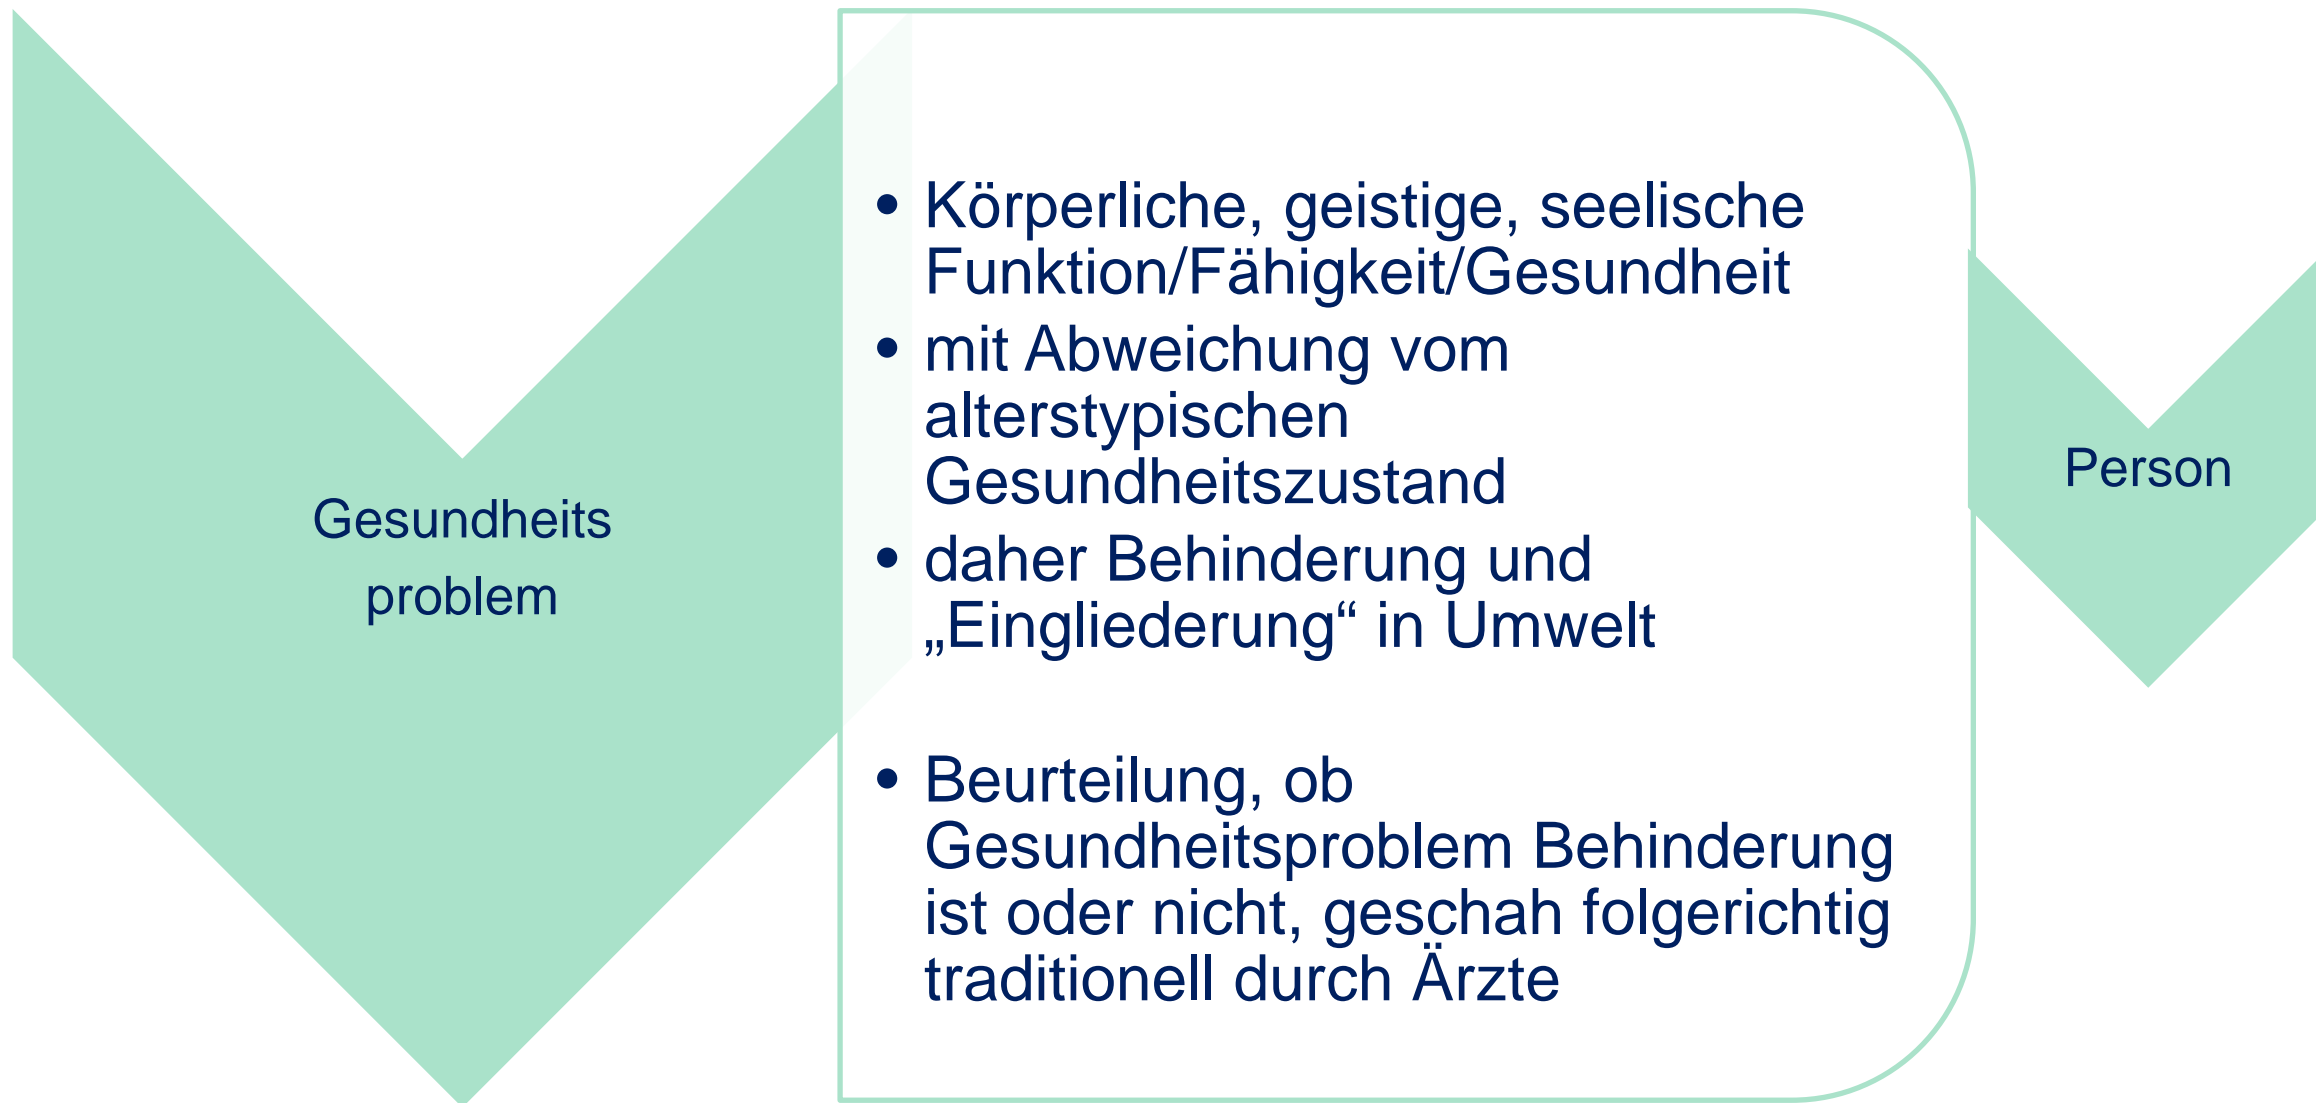 Gesundheits
problem
• Körperliche, geistige, seelische
Funktion/Fähigkeit/Gesundheit
• mit Abweichung vom
alterstypischen
Gesundheitszustand
• daher Behinderung und
„Eingliederung“ in Umwelt
• Beurteilung, ob
Gesundheitsproblem Behinderung
ist oder nicht, geschah folgerichtig
traditionell durch Ärzte
Person